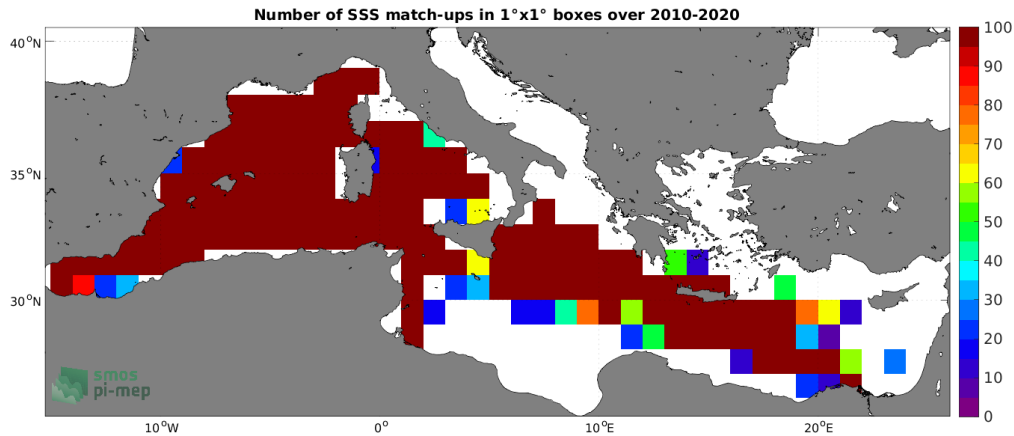 Number of SSS match-ups in 1°x1° boxes over 2010-2020
40°N
35°N
30°N
10°W
0°
10°E
20°E
100
90
80
70
60
50
40
30
20
10
0
smos
pi-mep